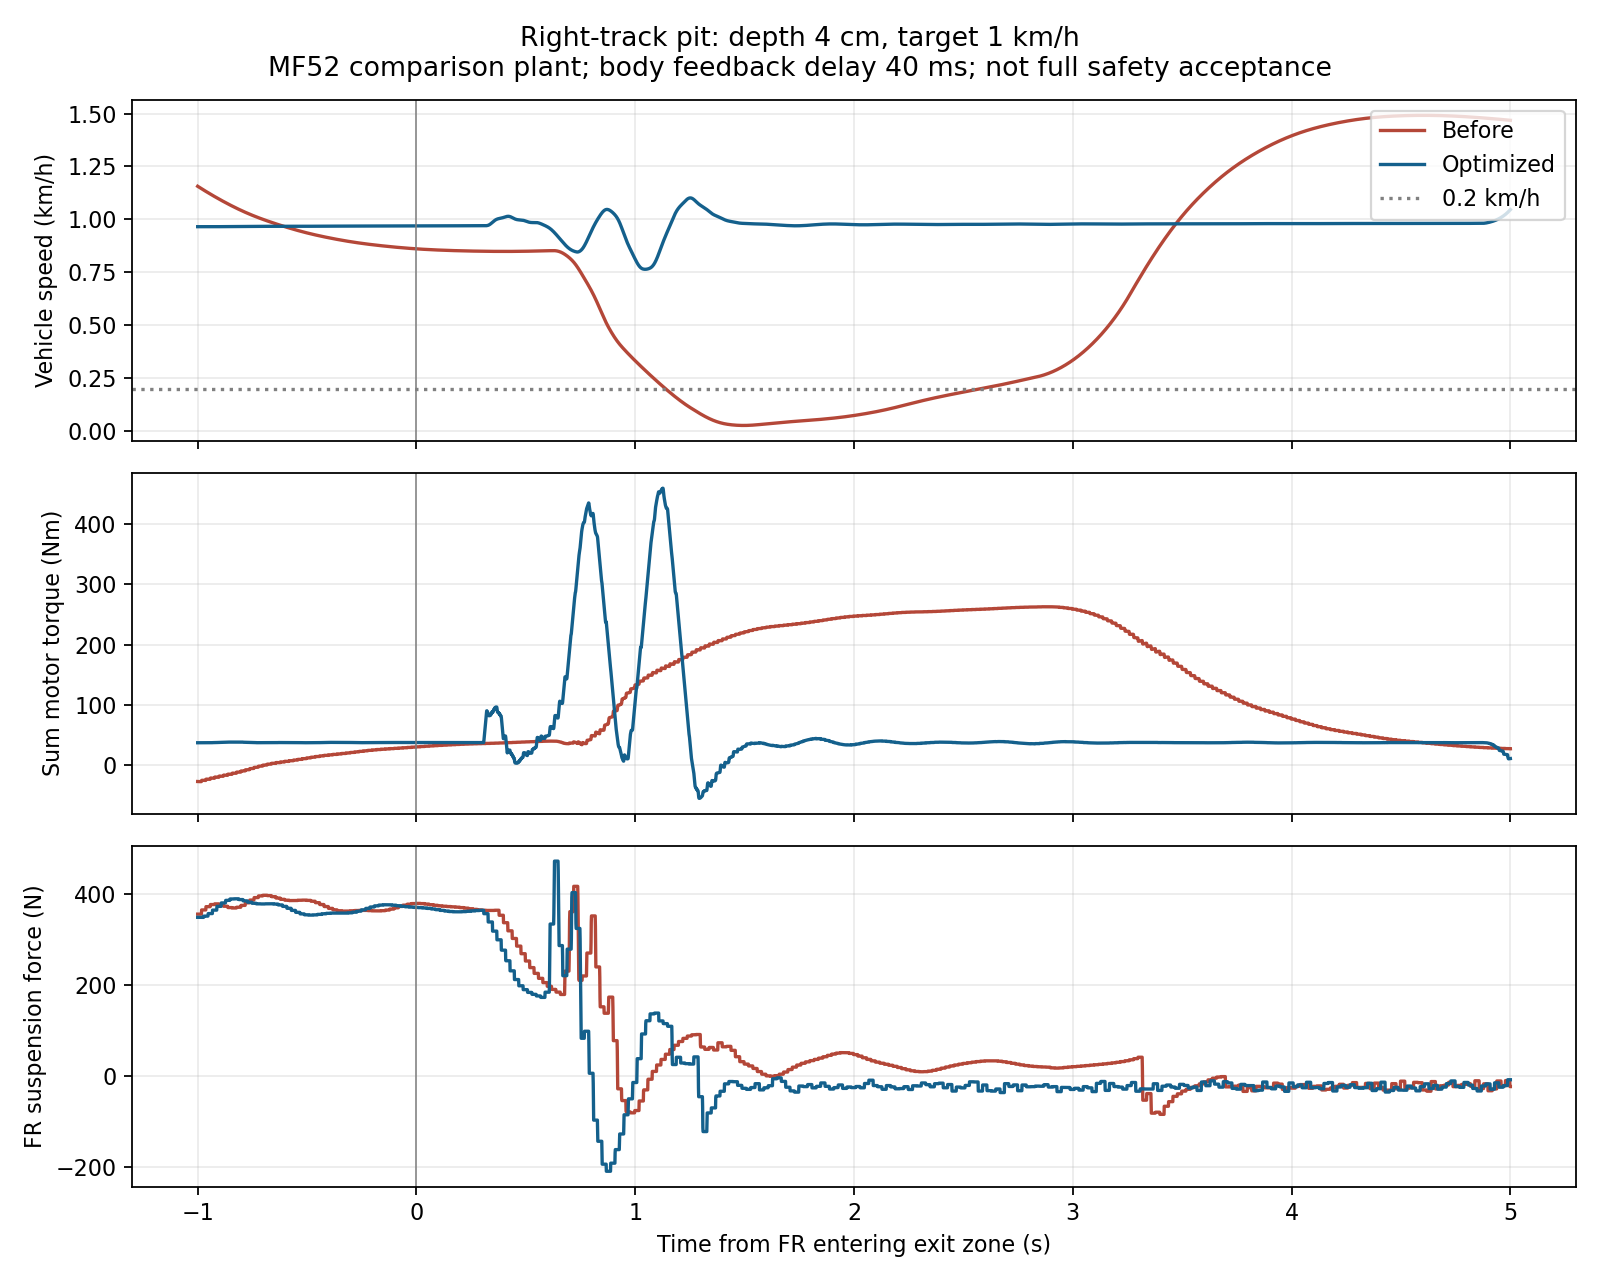 Right-track pit: depth 4 cm, target 1 km/h
MF52 comparison plant; body feedback delay 40 ms; not full safety acceptance
Vehicle speed (km/h)
1.50
1.25
1.00
0.75
0.50
0.25
0.00
Before
Optimized
0.2 km/h
Sum motor torque (Nm)
400
300
200
100
0
FR suspension force (N)
400
200
0
−200
−1 0 1 2 3 4 5
Time from FR entering exit zone (s)